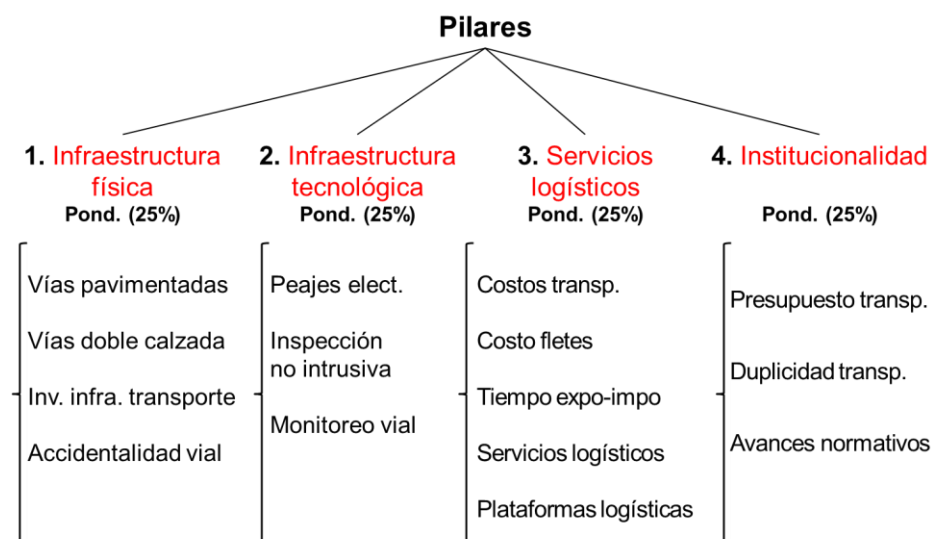 Pilares
1. Infraestructura
física
Pond. (25%)
Vías pavimentadas
Vías doble calzada
Inv. infra. transporte
Accidentalidad vial
2. Infraestructura
tecnológica
Pond. (25%)
Peajes elect.
Inspección
no intrusiva
Monitoreo vial
3. Servicios
logísticos
Pond. (25%)
Costos transp.
Costo fletes
Tiempo expo-impo
Servicios logísticos
Plataformas logísticas
4. Institucionalidad
Pond. (25%)
Presupuesto transp.
Duplicidad transp.
Avances normativos